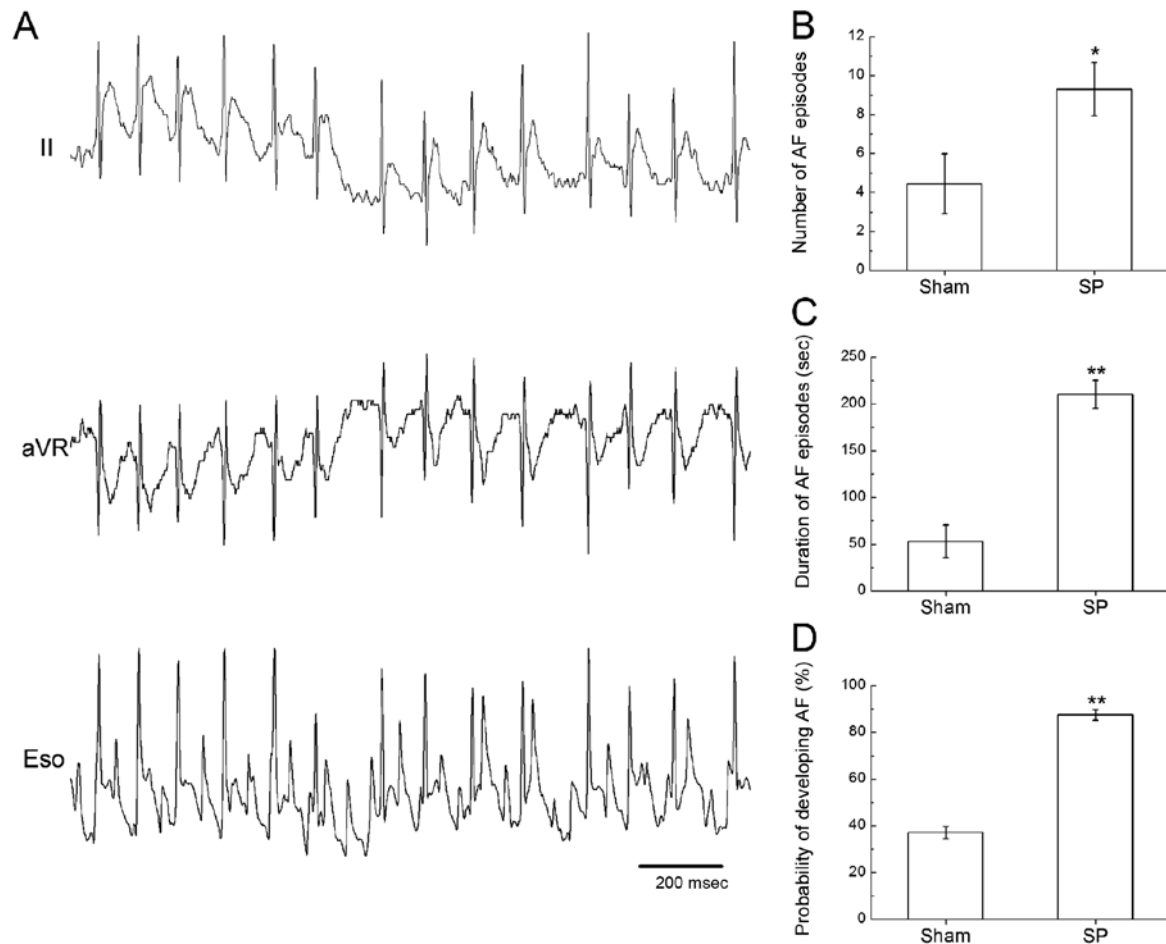 A
II
aVR
Eso
200 msec
B
Number of AF episodes
12
10
8
6
4
2
0
*
Sham SP
C
Duration of AF episodes (sec)
250
200
150
100
50
0
**
Sham SP
D
Probability of developing AF (%)
100
80
60
40
20
0
**
Sham SP